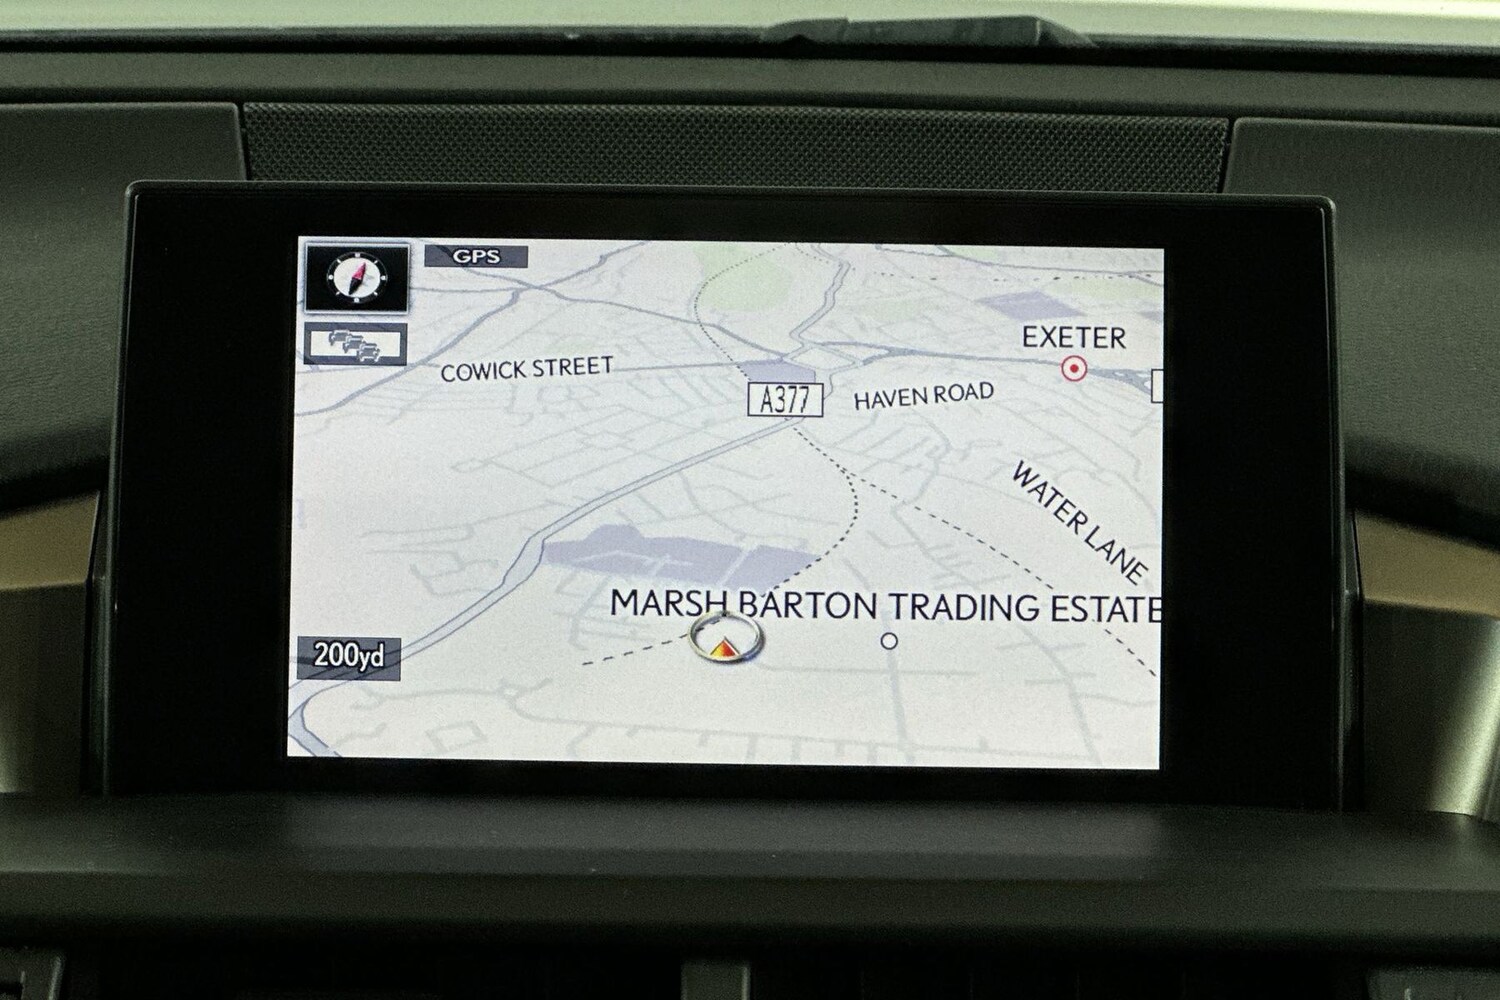 GPS
EXETER
COWICK STREET
A377
HAVEN ROAD
WATER LANE
MARSH BARTON TRADING ESTATE
200yd